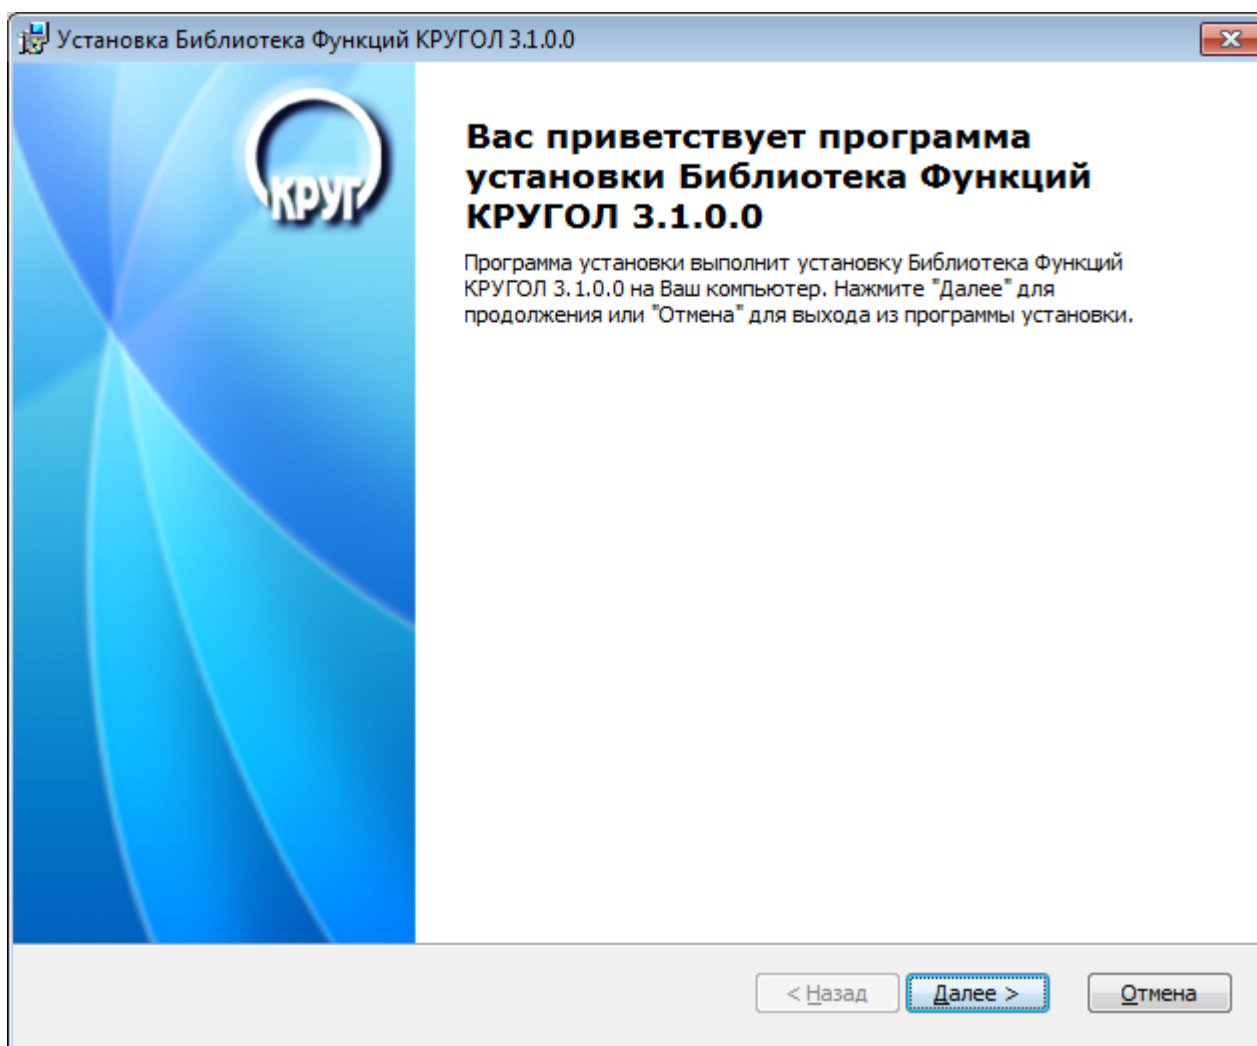 Установка Библиотека Функций КРУГОЛ 3.1.0.0
КРУГ
Вас приветствует программа
установки Библиотека Функций
КРУГОЛ 3.1.0.0
Программа установки выполнит установку Библиотека Функций
КРУГОЛ 3.1.0.0 на Ваш компьютер. Нажмите "Далее" для
продолжения или "Отмена" для выхода из программы установки.
< Назад
Далее >
Отмена